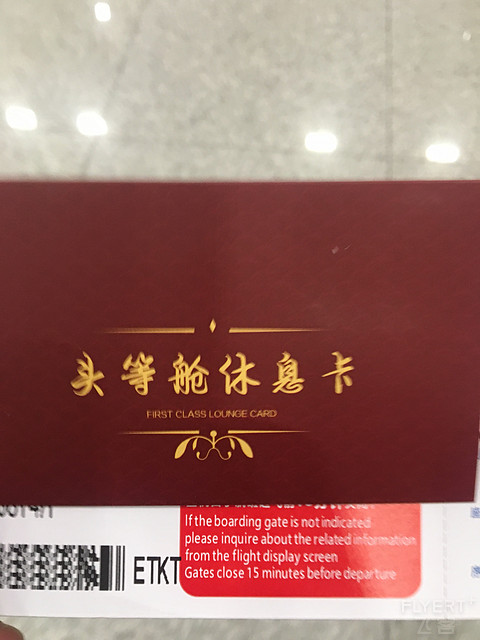 头等舱休息卡
FIRST CLASS LOUNGE CARD
If the boarding gate is not indicated
please inquire about the related information
from the flight display screen
Gates close 15 minutes before departure
ETKT
FLYERT